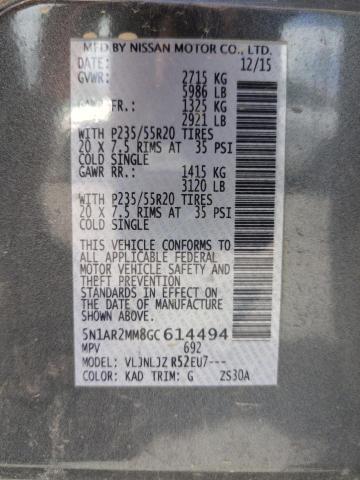 MFD BY NISSAN MOTOR CO., LTD.
DATE: 12/15
GVWR: 2715 KG
5986 LB
GAWR FR.: 1325 KG
2921 LB
WITH P235/55R20 TIRES
20 X 7.5 RIMS AT 35 PSI
COLD SINGLE
GAWR RR.: 1415 KG
3120 LB
WITH P235/55R20 TIRES
20 X 7.5 RIMS AT 35 PSI
COLD SINGLE
THIS VEHICLE CONFORMS TO
ALL APPLICABLE FEDERAL
MOTOR VEHICLE SAFETY AND
THEFT PREVENTION
STANDARDS IN EFFECT ON
THE DATE OF MANUFACTURE
SHOWN ABOVE.
5N1AR2MM8GC614494
MPV 692
MODEL: VLJNLJZ R52EU7---
COLOR: KAD TRIM: G ZS30A